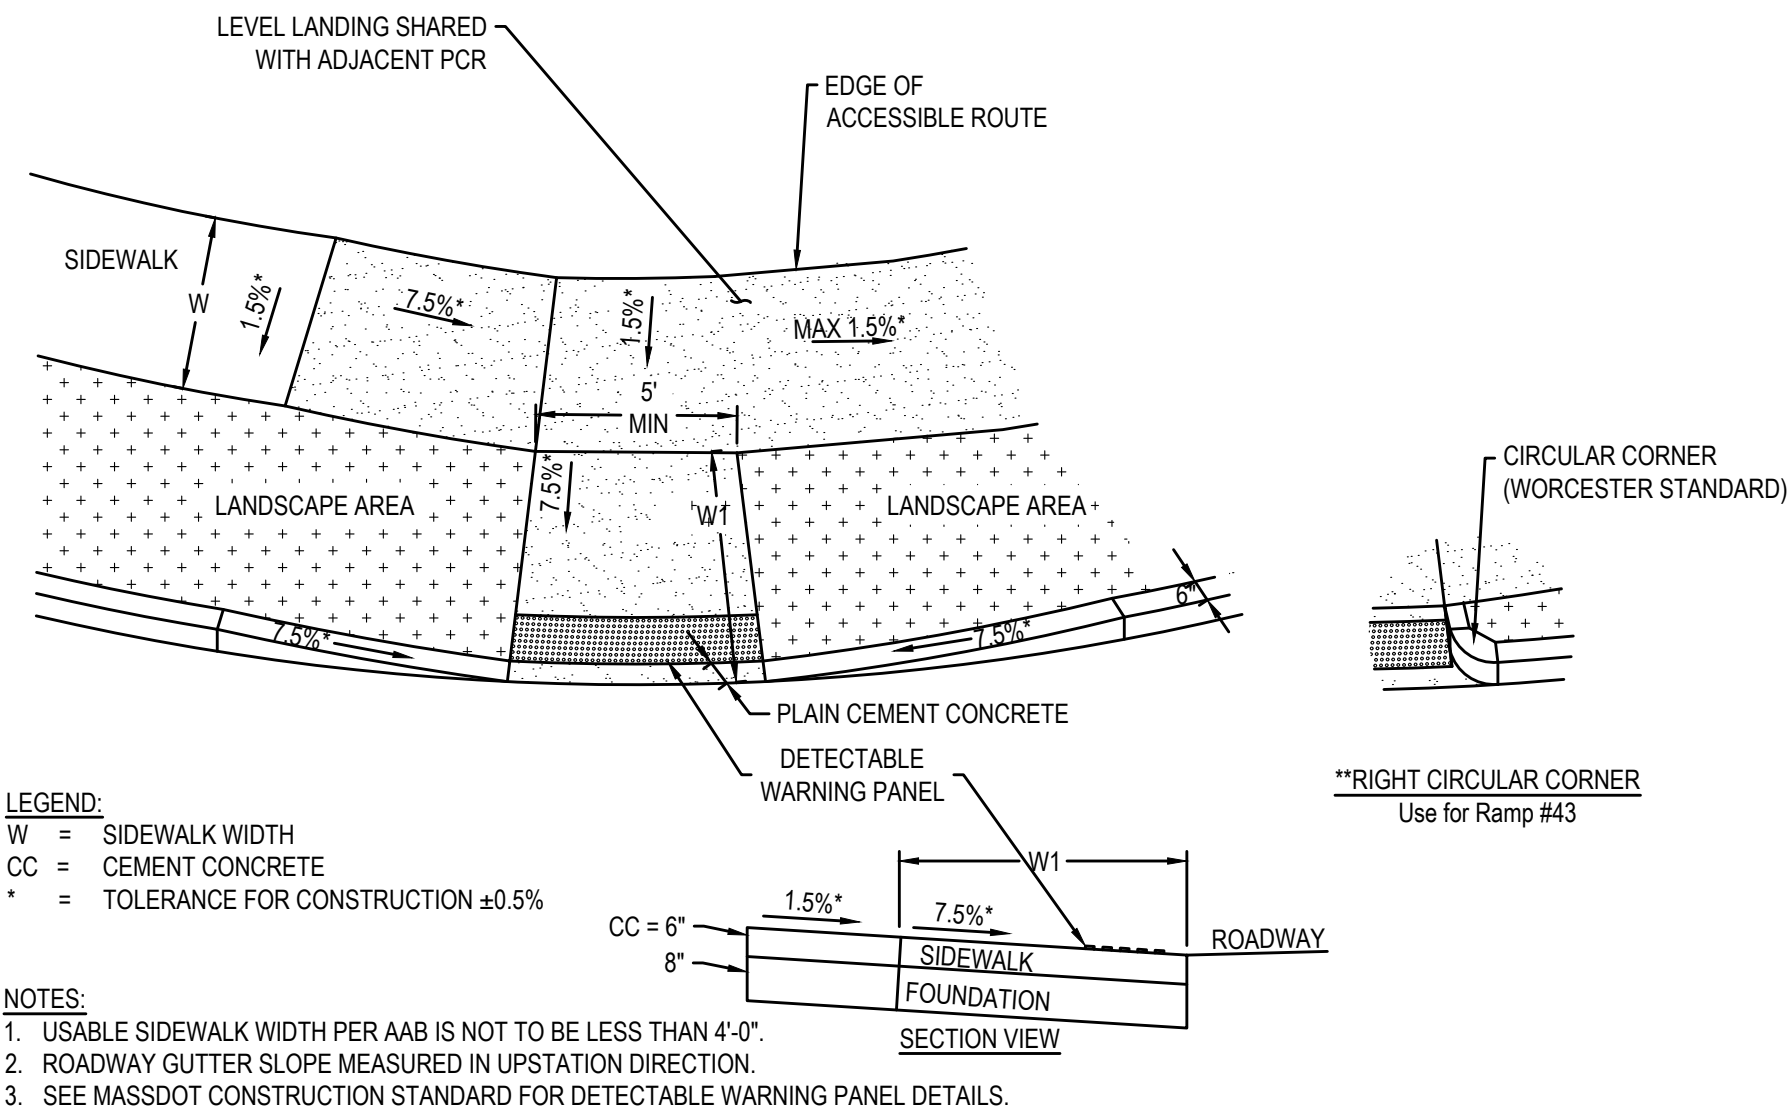 LEVEL LANDING SHARED
WITH ADJACENT PCR
EDGE OF
ACCESSIBLE ROUTE
SIDEWALK
W
1.5%*
7.5%*
1.5%*
MAX 1.5%*
5'
MIN
7.5%*
W1
LANDSCAPE AREA
LANDSCAPE AREA
CIRCULAR CORNER
(WORCESTER STANDARD)
6"
7.5%*
7.5%*
PLAIN CEMENT CONCRETE
DETECTABLE
WARNING PANEL
**RIGHT CIRCULAR CORNER
Use for Ramp #43
LEGEND:
W = SIDEWALK WIDTH
CC = CEMENT CONCRETE
* = TOLERANCE FOR CONSTRUCTION ±0.5%
W1
1.5%*
7.5%*
CC = 6"
8"
SIDEWALK
FOUNDATION
ROADWAY
SECTION VIEW
NOTES:
1. USABLE SIDEWALK WIDTH PER AAB IS NOT TO BE LESS THAN 4'-0".
2. ROADWAY GUTTER SLOPE MEASURED IN UPSTATION DIRECTION.
3. SEE MASSDOT CONSTRUCTION STANDARD FOR DETECTABLE WARNING PANEL DETAILS.